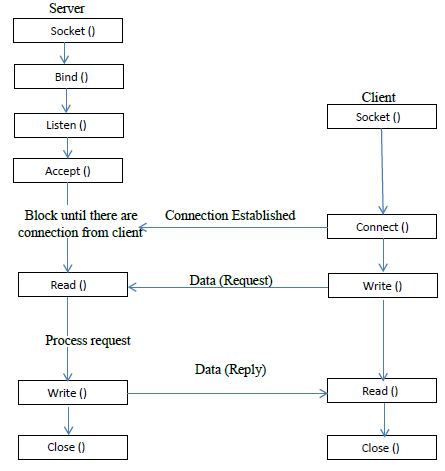 Server
Socket ()
Bind ()
Client
Listen ()
Socket ()
Accept ()
Block until there are
connection from client
Connection Established
Connect ()
Read ()
Data (Request)
Write ()
Process request
Data (Reply)
Write ()
Read ()
Close ()
Close ()